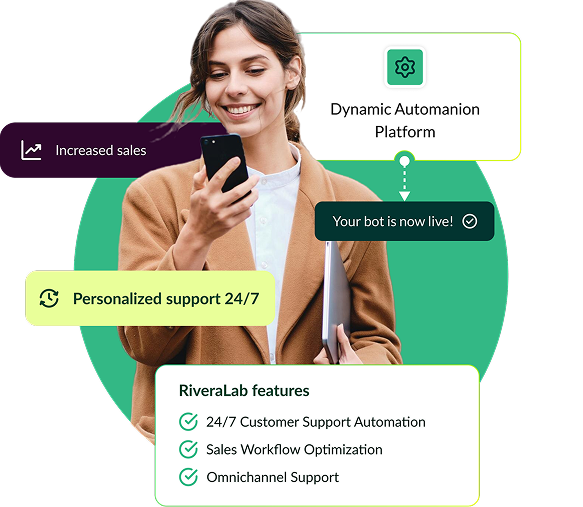 Dynamic Automanion
Platform
Increased sales
Your bot is now live!
Personalized support 24/7
RiveraLab features
24/7 Customer Support Automation
Sales Workflow Optimization
Omnichannel Support